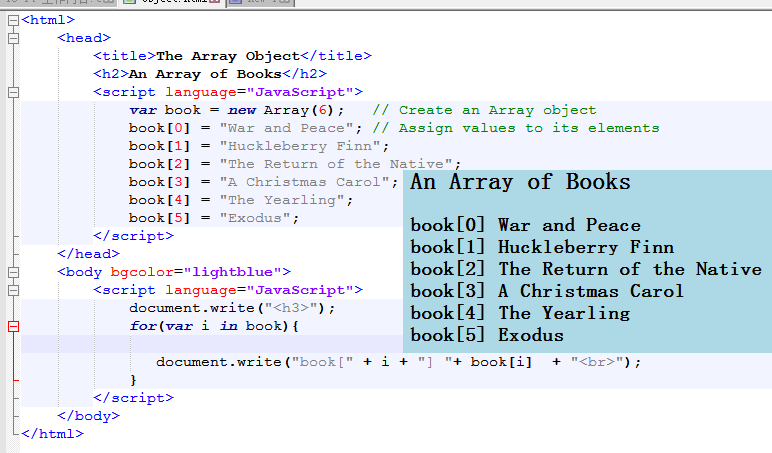 <html>
<head>
<title>The Array Object</title>
<h2>An Array of Books</h2>
<script language="JavaScript">
var book = new Array(6);   // Create an Array object
book[0] = "War and Peace"; // Assign values to its elements
book[1] = "Huckleberry Finn";
book[2] = "The Return of the Native";
book[3] = "A Christmas Carol";
book[4] = "The Yearling";
book[5] = "Exodus";
</script>
</head>
<body bgcolor="lightblue">
<script language="JavaScript">
document.write("<h3>");
for(var i in book){
document.write("book[" + i + "] "+ book[i]  + "<br>");
}
</script>
</body>
</html>
An Array of Books
book[0] War and Peace
book[1] Huckleberry Finn
book[2] The Return of the Native
book[3] A Christmas Carol
book[4] The Yearling
book[5] Exodus